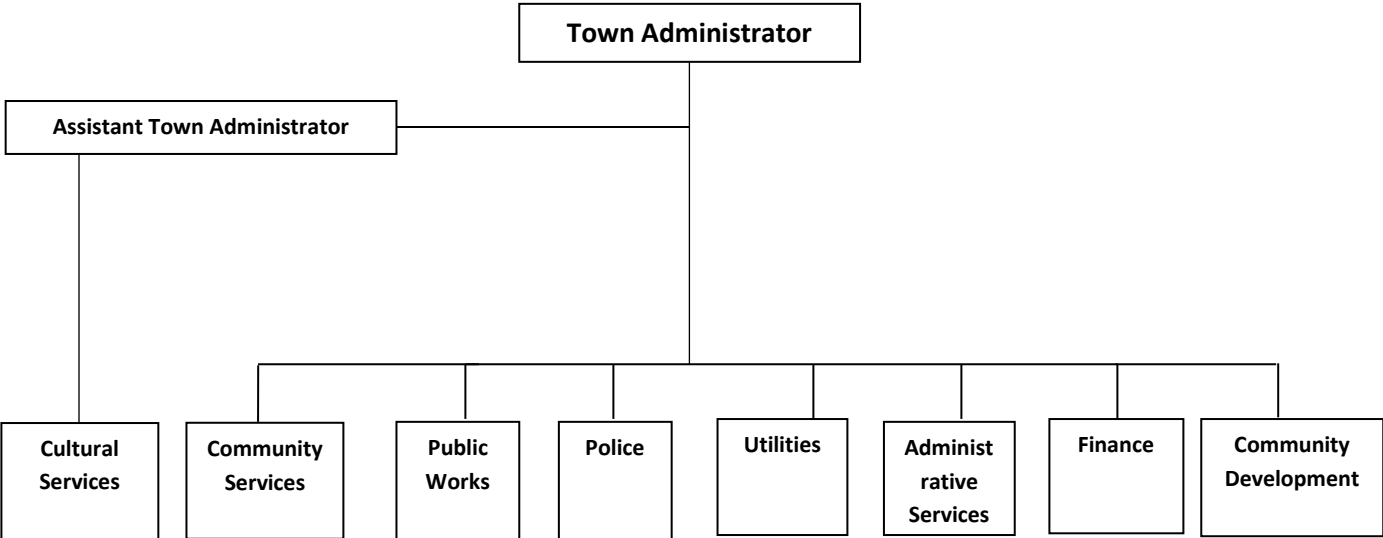 Town Administrator
Assistant Town Administrator
Cultural
Services
Community
Services
Public
Works
Police
Utilities
Administ
rative
Services
Finance
Community
Development